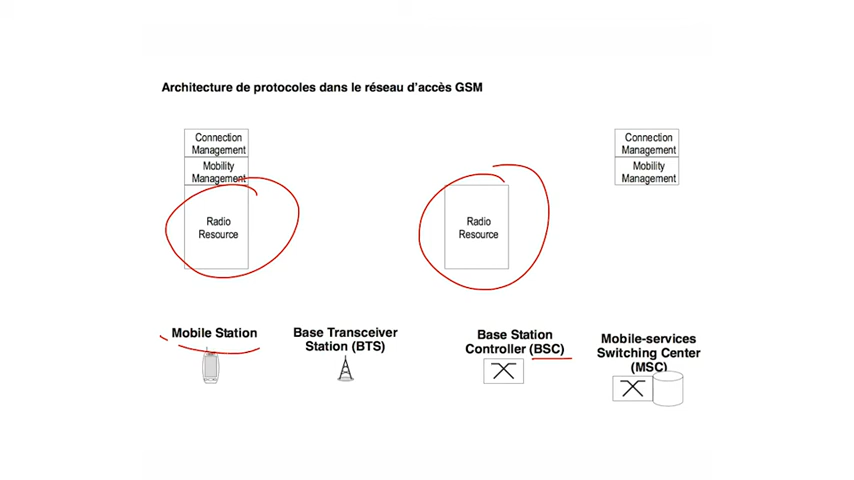 Architecture de protocoles dans le réseau d'accès GSM
Connection
Management
Mobility
Management
Radio
Resource
Radio
Resource
Connection
Management
Mobility
Management
Mobile Station
Base Transceiver
Station (BTS)
Base Station
Controller (BSC)
Mobile-services
Switching Center
(MSC)